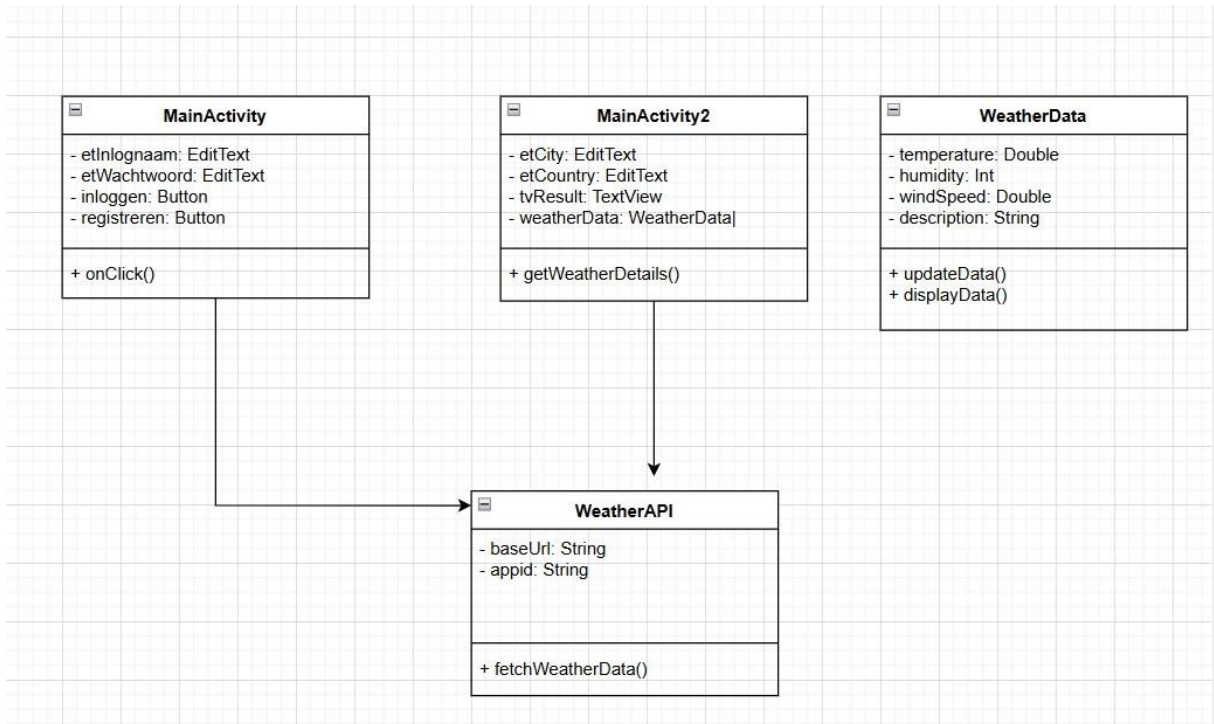 MainActivity
- etInlognaam: EditText
- etWachtwoord: EditText
- inloggen: Button
- registreren: Button
+ onClick()
MainActivity2
- etCity: EditText
- etCountry: EditText
- tvResult: TextView
- weatherData: WeatherData|
+ getWeatherDetails()
WeatherData
- temperature: Double
- humidity: Int
- windSpeed: Double
- description: String
+ updateData()
+ displayData()
WeatherAPI
- baseUrl: String
- appid: String
+ fetchWeatherData()